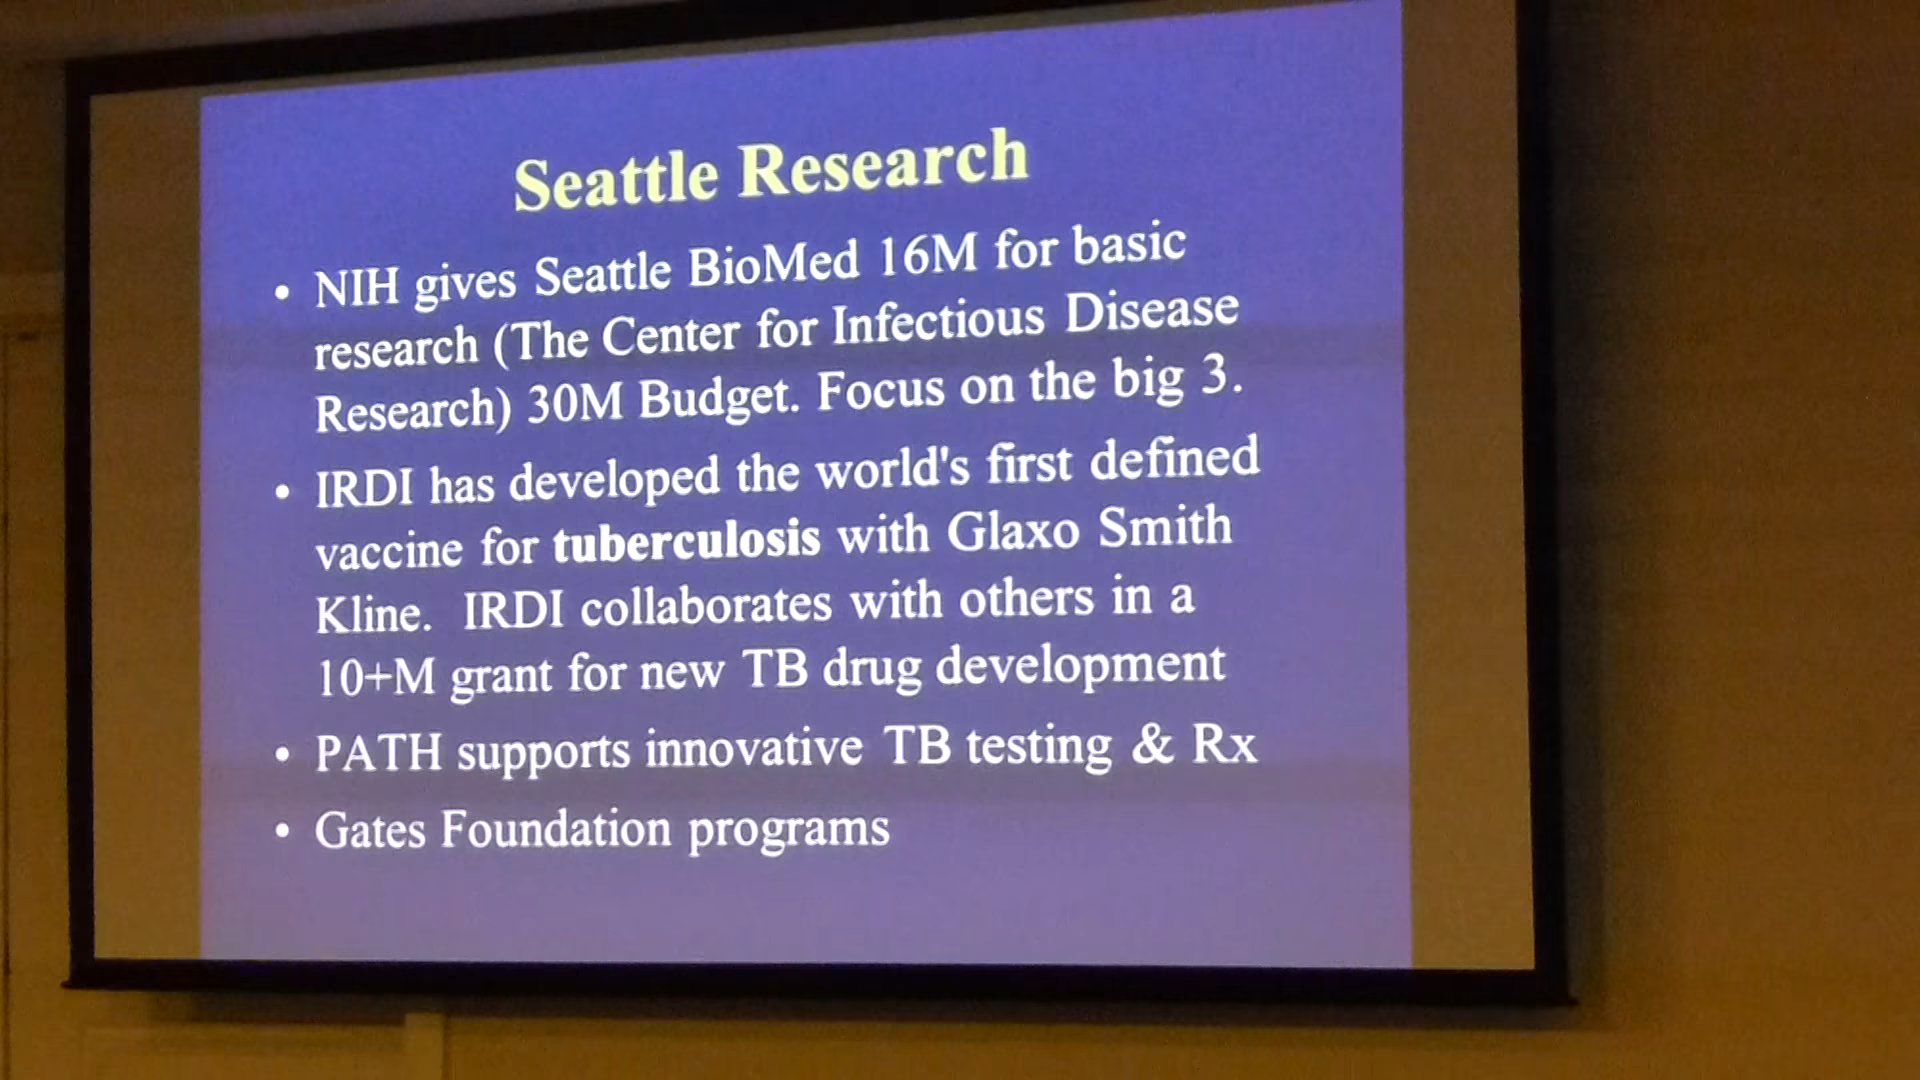 Seattle Research
• NIH gives Seattle BioMed 16M for basic
research (The Center for Infectious Disease
Research) 30M Budget. Focus on the big 3.
• IRDI has developed the world's first defined
vaccine for tuberculosis with Glaxo Smith
Kline. IRDI collaborates with others in a
10+M grant for new TB drug development
• PATH supports innovative TB testing & Rx
• Gates Foundation programs